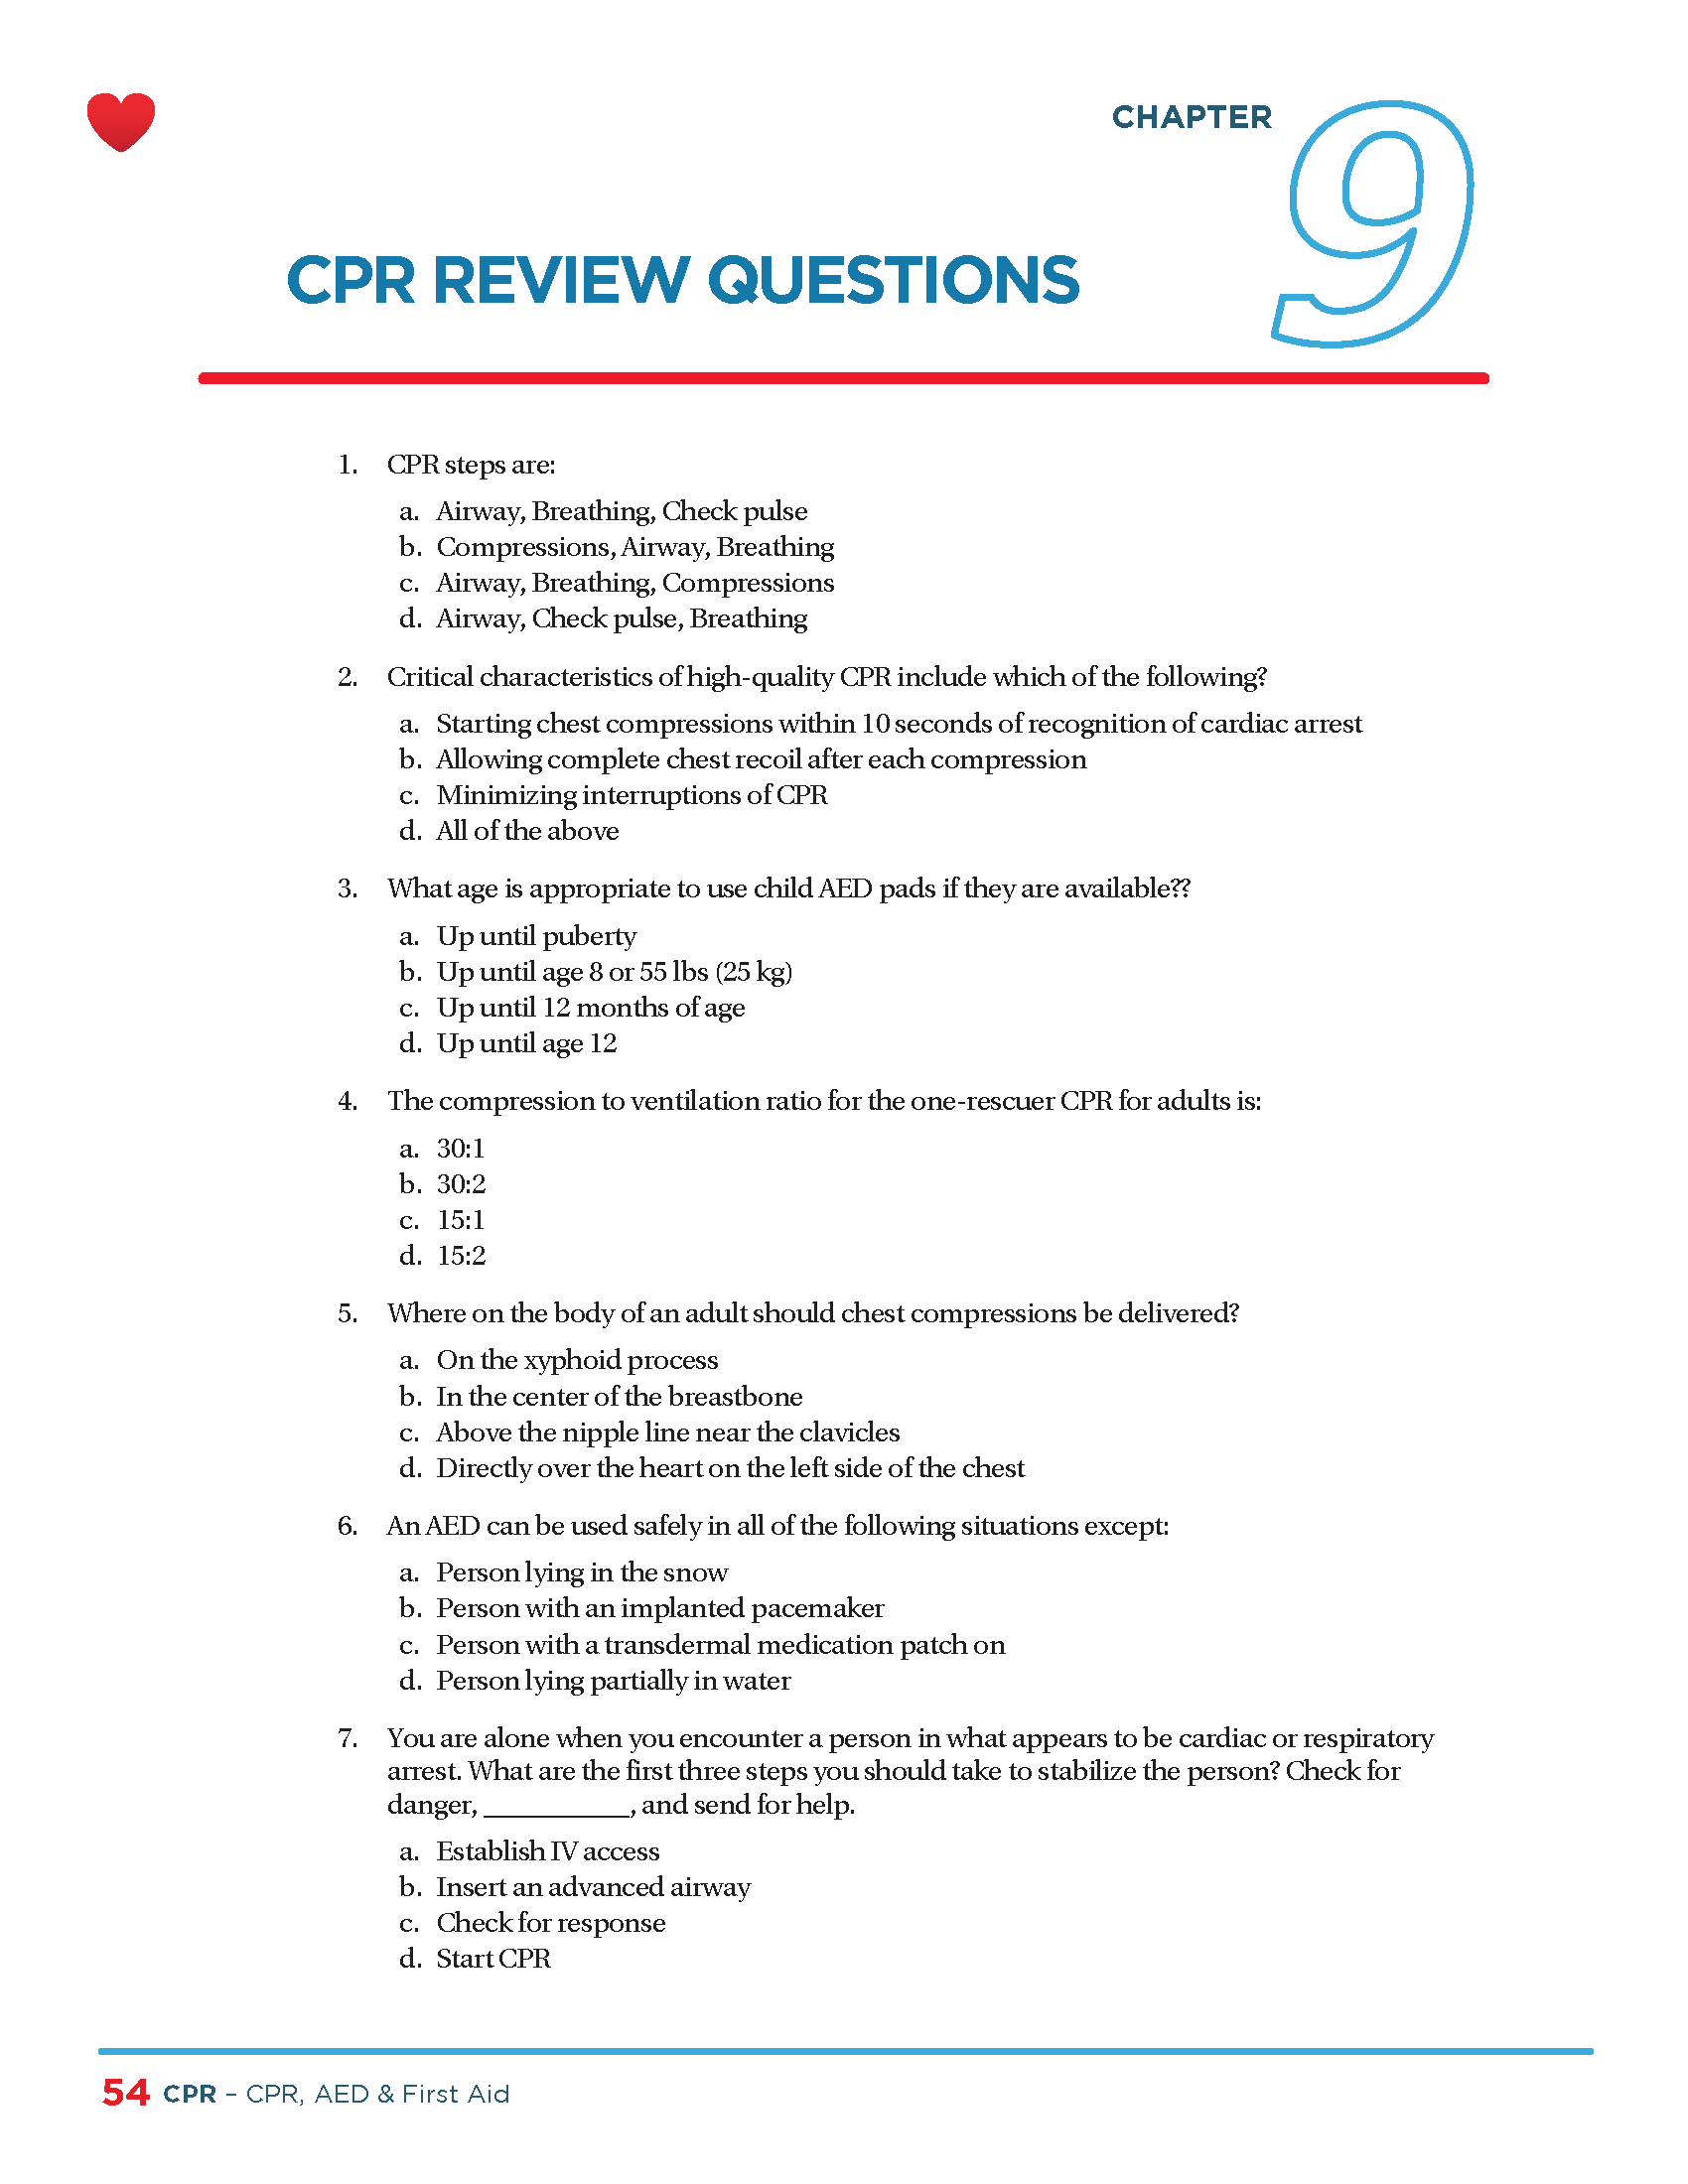 CHAPTER 9
CPR REVIEW QUESTIONS
1. CPR steps are:
a. Airway, Breathing, Check pulse
b. Compressions, Airway, Breathing
c. Airway, Breathing, Compressions
d. Airway, Check pulse, Breathing
2. Critical characteristics of high-quality CPR include which of the following?
a. Starting chest compressions within 10 seconds of recognition of cardiac arrest
b. Allowing complete chest recoil after each compression
c. Minimizing interruptions of CPR
d. All of the above
3. What age is appropriate to use child AED pads if they are available??
a. Up until puberty
b. Up until age 8 or 55 lbs (25 kg)
c. Up until 12 months of age
d. Up until age 12
4. The compression to ventilation ratio for the one-rescuer CPR for adults is:
a. 30:1
b. 30:2
c. 15:1
d. 15:2
5. Where on the body of an adult should chest compressions be delivered?
a. On the xyphoid process
b. In the center of the breastbone
c. Above the nipple line near the clavicles
d. Directly over the heart on the left side of the chest
6. An AED can be used safely in all of the following situations except:
a. Person lying in the snow
b. Person with an implanted pacemaker
c. Person with a transdermal medication patch on
d. Person lying partially in water
7. You are alone when you encounter a person in what appears to be cardiac or respiratory
arrest. What are the first three steps you should take to stabilize the person? Check for
danger, __________, and send for help.
a. Establish IV access
b. Insert an advanced airway
c. Check for response
d. Start CPR
54 CPR – CPR, AED & First Aid